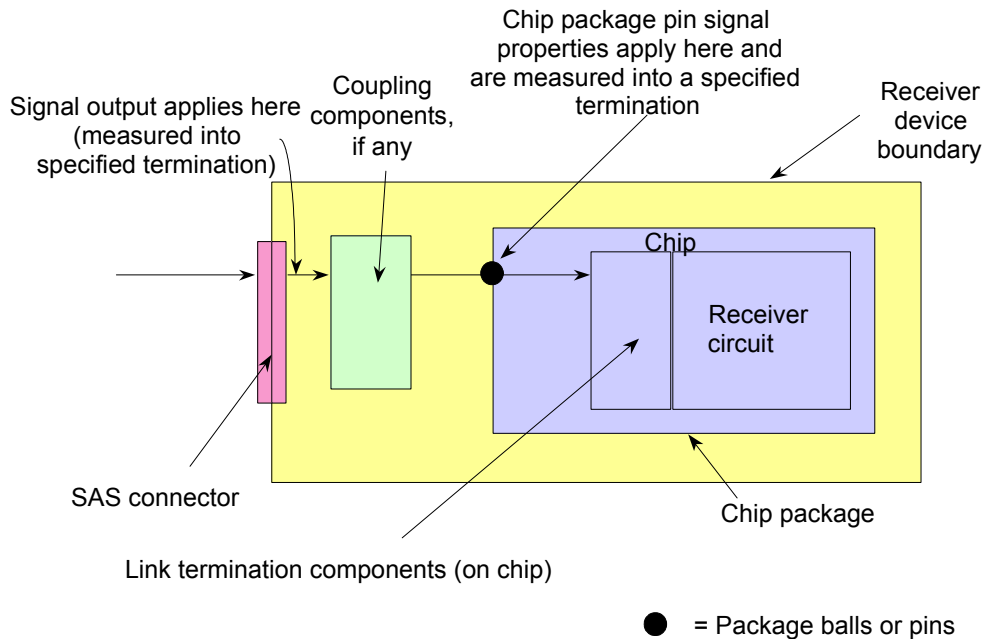 Chip package pin signal
properties apply here and
are measured into a specified
termination
Coupling
components,
if any
Signal output applies here
(measured into
specified termination)
Receiver
device
boundary
Chip
Receiver
circuit
SAS connector
Chip package
Link termination components (on chip)
= Package balls or pins